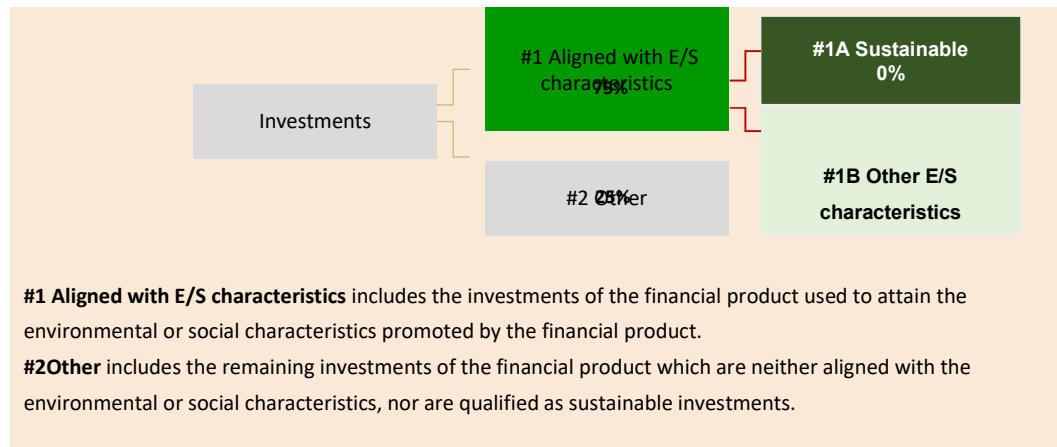 #1 Aligned with E/S
characteristics
75%
#1A Sustainable
0%
Investments
#2 Other
25%
#1B Other E/S
characteristics
#1 Aligned with E/S characteristics includes the investments of the financial product used to attain the
environmental or social characteristics promoted by the financial product.
#2Other includes the remaining investments of the financial product which are neither aligned with the
environmental or social characteristics, nor are qualified as sustainable investments.